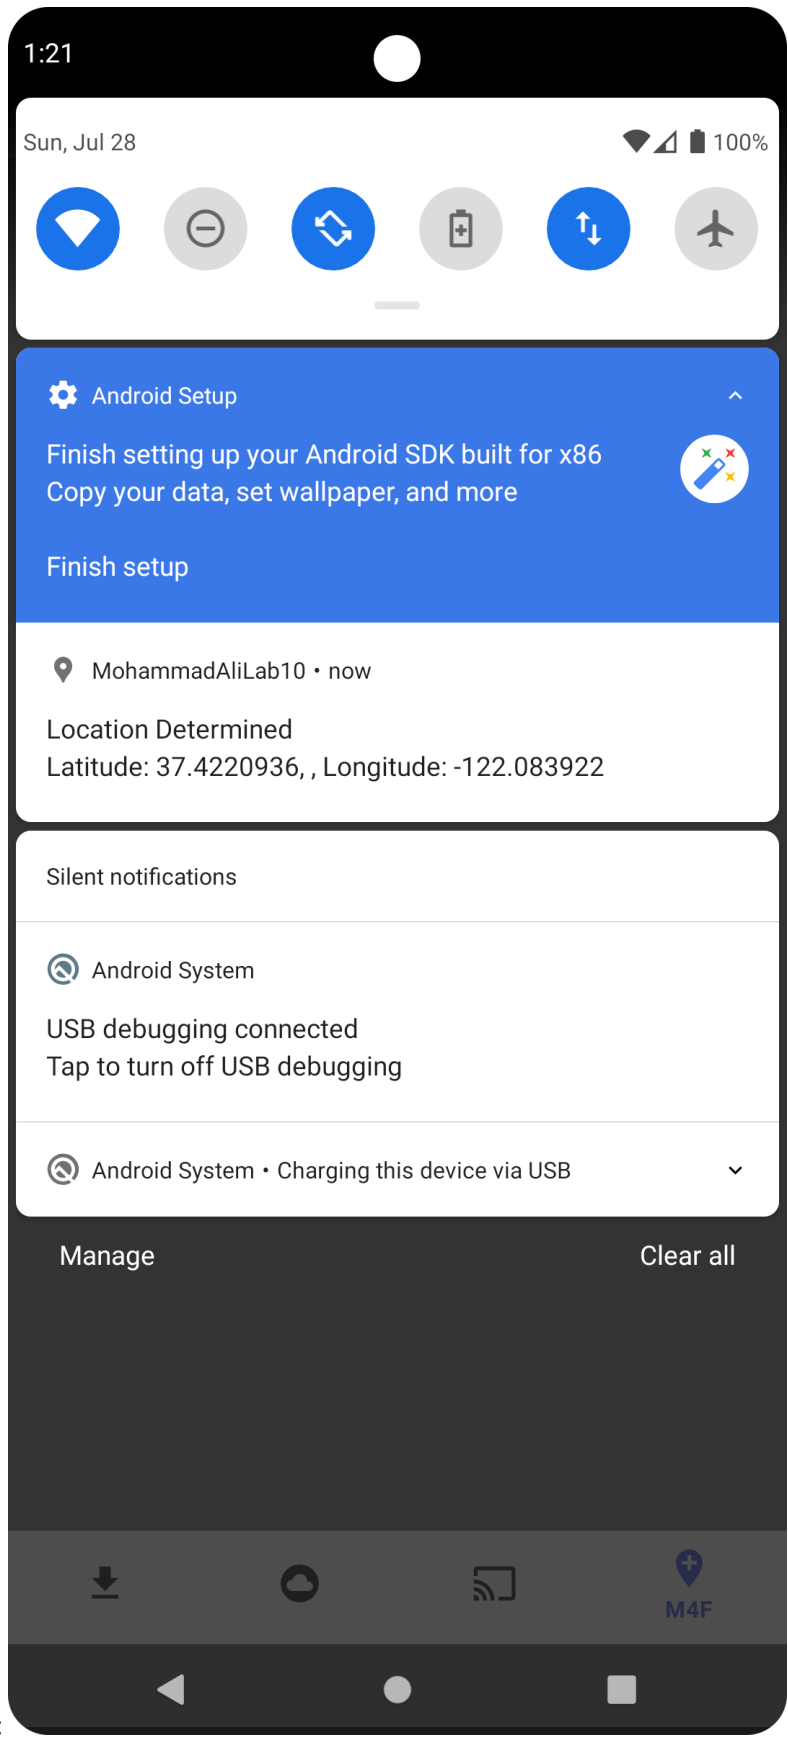 1:21
Sun, Jul 28
100%
Android Setup
Finish setting up your Android SDK built for x86
Copy your data, set wallpaper, and more
Finish setup
MohammadAliLab10 • now
Location Determined
Latitude: 37.4220936, , Longitude: -122.083922
Silent notifications
Android System
USB debugging connected
Tap to turn off USB debugging
Android System • Charging this device via USB
Manage
Clear all
M4F